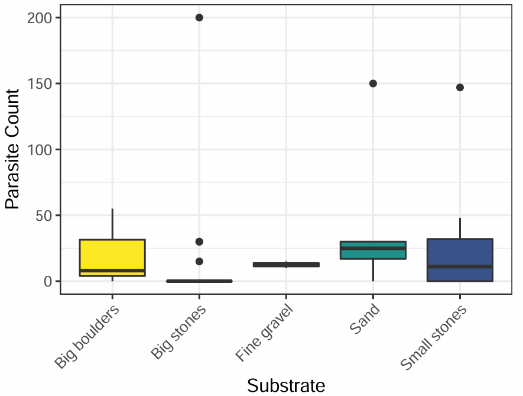 Parasite Count
200
150
100
50
0
Big boulders
Big stones
Fine gravel
Sand
Small stones
Substrate